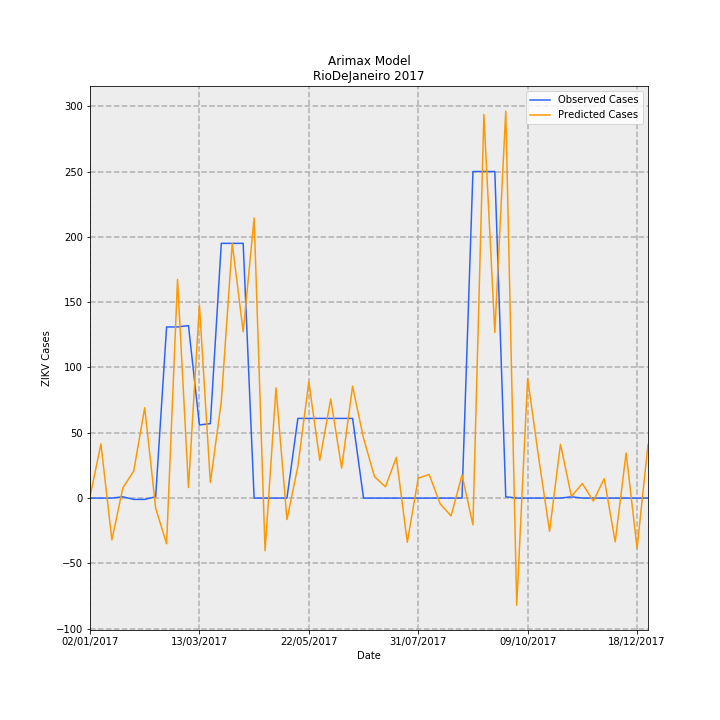 Arimax Model
RioDeJaneiro 2017
Observed Cases
Predicted Cases
ZIKV Cases
300
250
200
150
100
50
0
−50
−100
02/01/2017 13/03/2017 22/05/2017 31/07/2017 09/10/2017 18/12/2017
Date